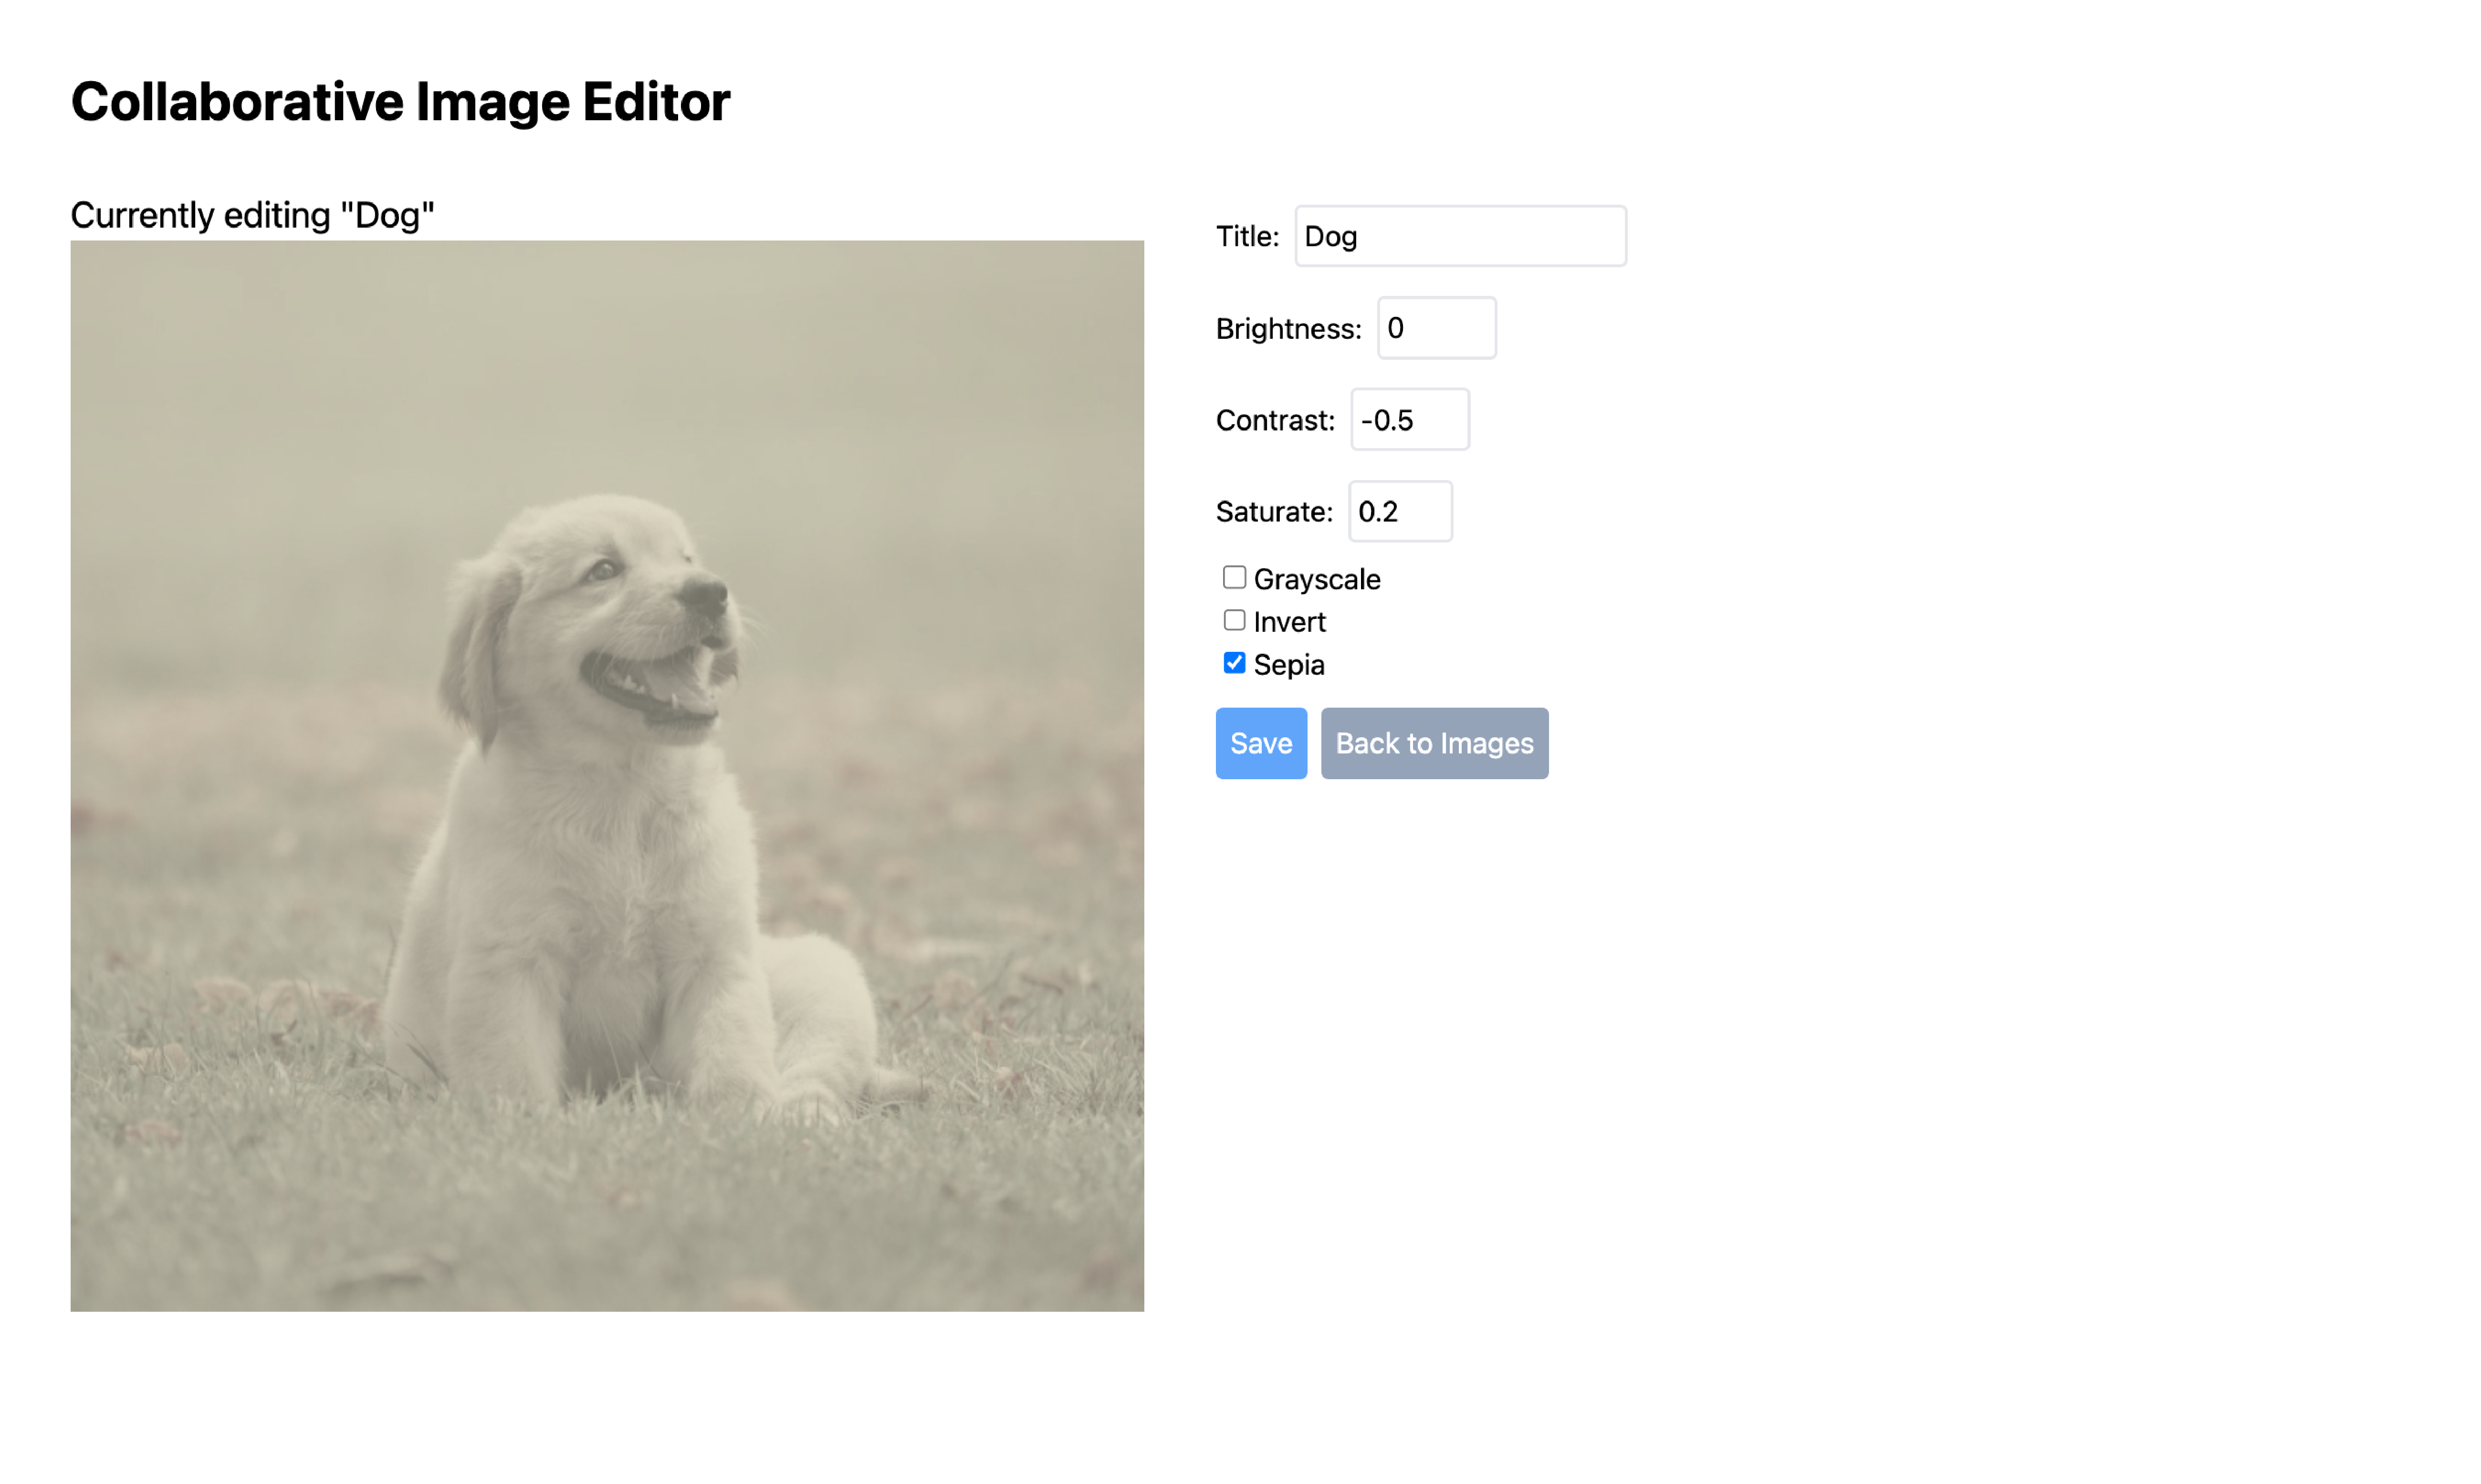 Collaborative Image Editor
Currently editing "Dog"
Title: Dog
Brightness: 0
Contrast: -0.5
Saturate: 0.2
Grayscale
Invert
Sepia
Save Back to Images